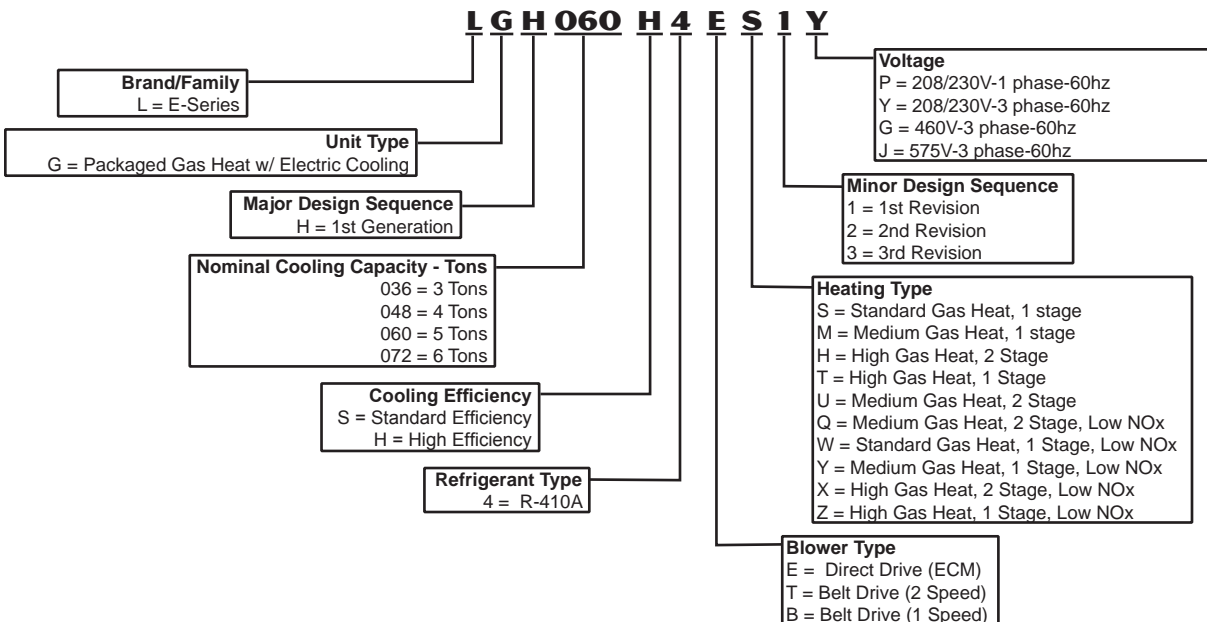 L G H 060 H 4 E S 1 Y
Brand/Family
L = E-Series
Unit Type
G = Packaged Gas Heat w/ Electric Cooling
Major Design Sequence
H = 1st Generation
Nominal Cooling Capacity - Tons
036 = 3 Tons
048 = 4 Tons
060 = 5 Tons
072 = 6 Tons
Cooling Efficiency
S = Standard Efficiency
H = High Efficiency
Refrigerant Type
4 = R-410A
Voltage
P = 208/230V-1 phase-60hz
Y = 208/230V-3 phase-60hz
G = 460V-3 phase-60hz
J = 575V-3 phase-60hz
Minor Design Sequence
1 = 1st Revision
2 = 2nd Revision
3 = 3rd Revision
Heating Type
S = Standard Gas Heat, 1 stage
M = Medium Gas Heat, 1 stage
H = High Gas Heat, 2 Stage
T = High Gas Heat, 1 Stage
U = Medium Gas Heat, 2 Stage
Q = Medium Gas Heat, 2 Stage, Low NOx
W = Standard Gas Heat, 1 Stage, Low NOx
Y = Medium Gas Heat, 1 Stage, Low NOx
X = High Gas Heat, 2 Stage, Low NOx
Z = High Gas Heat, 1 Stage, Low NOx
Blower Type
E = Direct Drive (ECM)
T = Belt Drive (2 Speed)
B = Belt Drive (1 Speed)